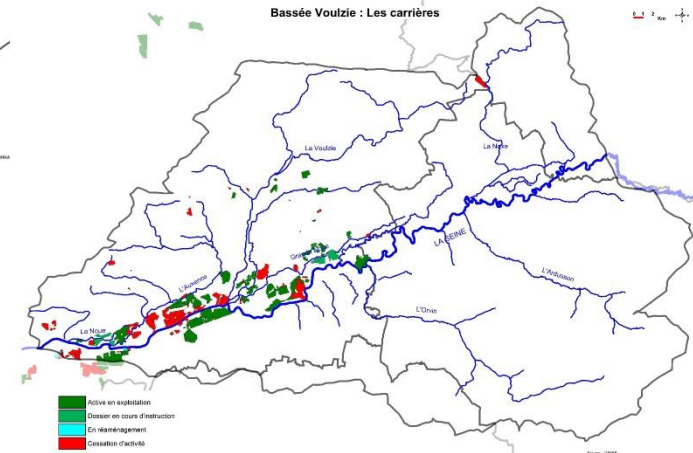 Bassée Voulzie : Les carrières
0 1 2 Km
La Voulzie
La Noxe
LA SEINE
L'Auxence
L'Ardusson
L'Orvin
La Noue
Active en exploitation
Dossier en cours d'instruction
En réaménagement
Cessation d'activité